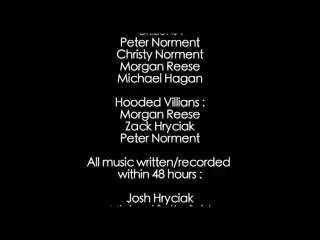 Peter Norment
Christy Norment
Morgan Reese
Michael Hagan
Hooded Villians :
Morgan Reese
Zack Hryciak
Peter Norment
All music written/recorded
within 48 hours :
Josh Hryciak